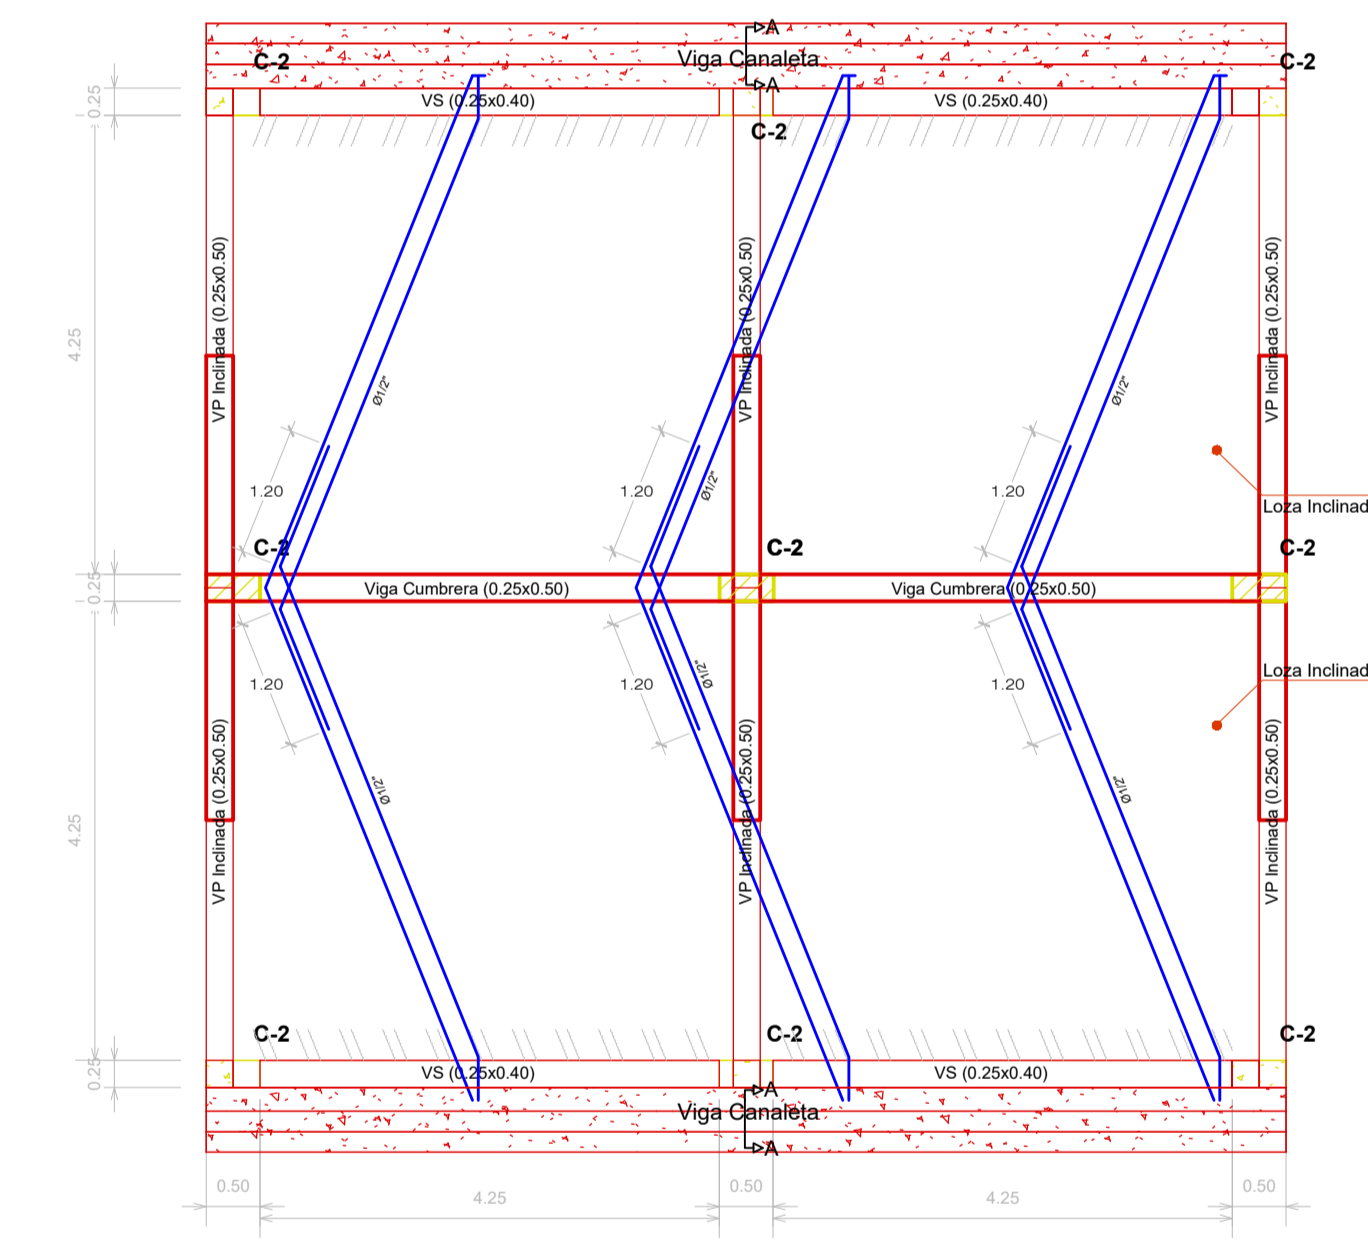 A
Viga Canaleta
C-2
C-2
A
0.25
VS (0.25x0.40)
VS (0.25x0.40)
C-2
VP Inclinada (0.25x0.50)
VP Inclinada (0.25x0.50)
VP Inclinada (0.25x0.50)
4.25
Ø1/2"
Ø1/2"
Ø1/2"
1.20
1.20
1.20
Loza Inclinad
C-2
C-2
C-2
0.25
Viga Cumbrera (0.25x0.50)
Viga Cumbrera (0.25x0.50)
Loza Inclinad
Ø1/2"
1.20
1.20
1.20
Ø1/2"
Ø1/2"
4.25
VP Inclinada (0.25x0.50)
VP Inclinada (0.25x0.50)
VP Inclinada (0.25x0.50)
C-2
C-2
C-2
0.25
VS (0.25x0.40)
VS (0.25x0.40)
A
Viga Canaleta
A
0.50
4.25
0.50
4.25
0.50